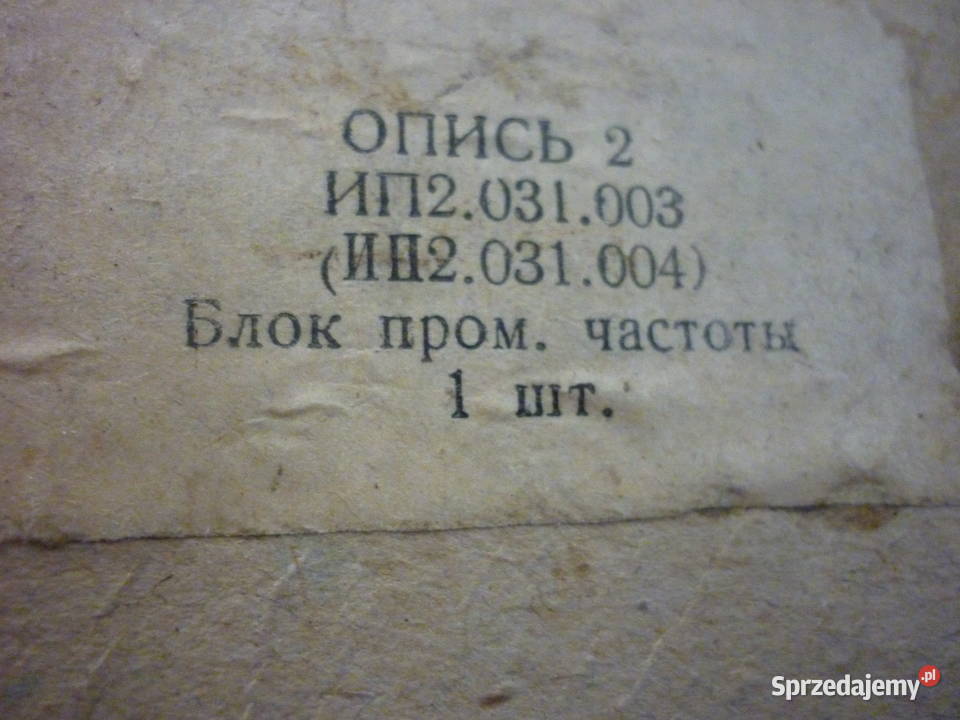 ОПИСЬ 2
ИП2.031.003
(ИП2.031.004)
Блок пром. частоты
1 шт.
Sprzedajemy.pl